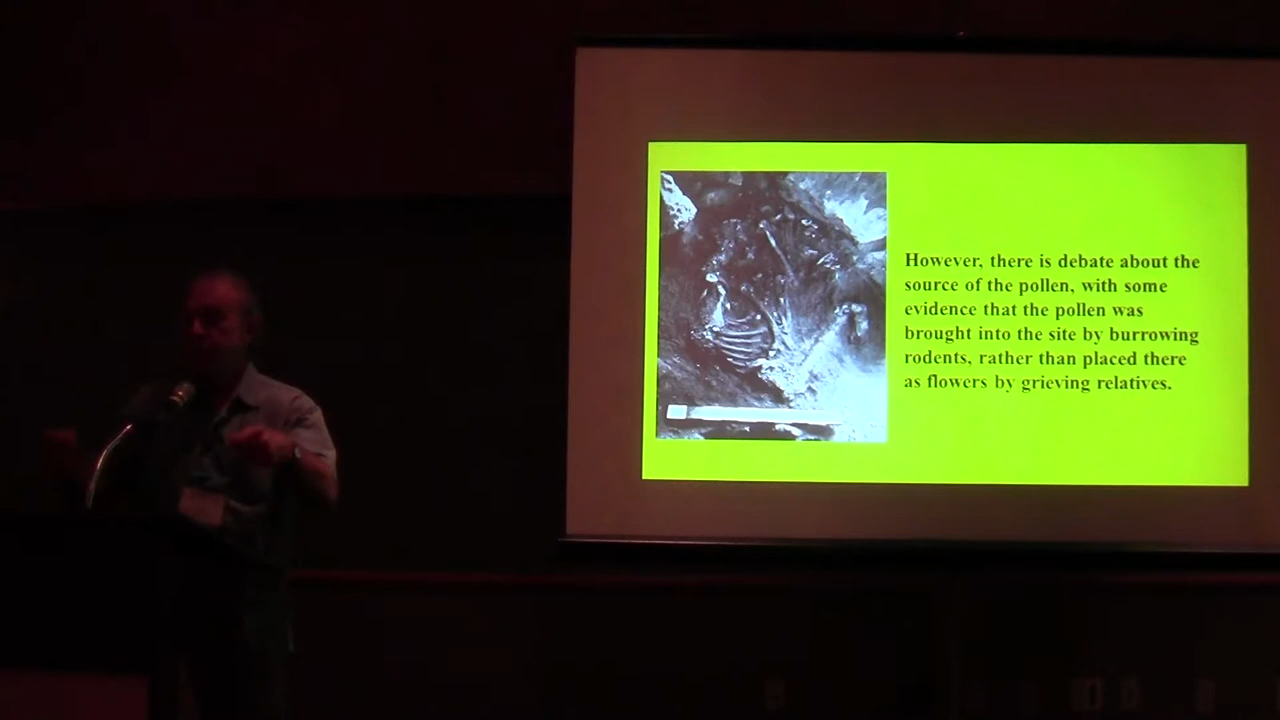 However, there is debate about the
source of the pollen, with some
evidence that the pollen was
brought into the site by burrowing
rodents, rather than placed there
as flowers by grieving relatives.